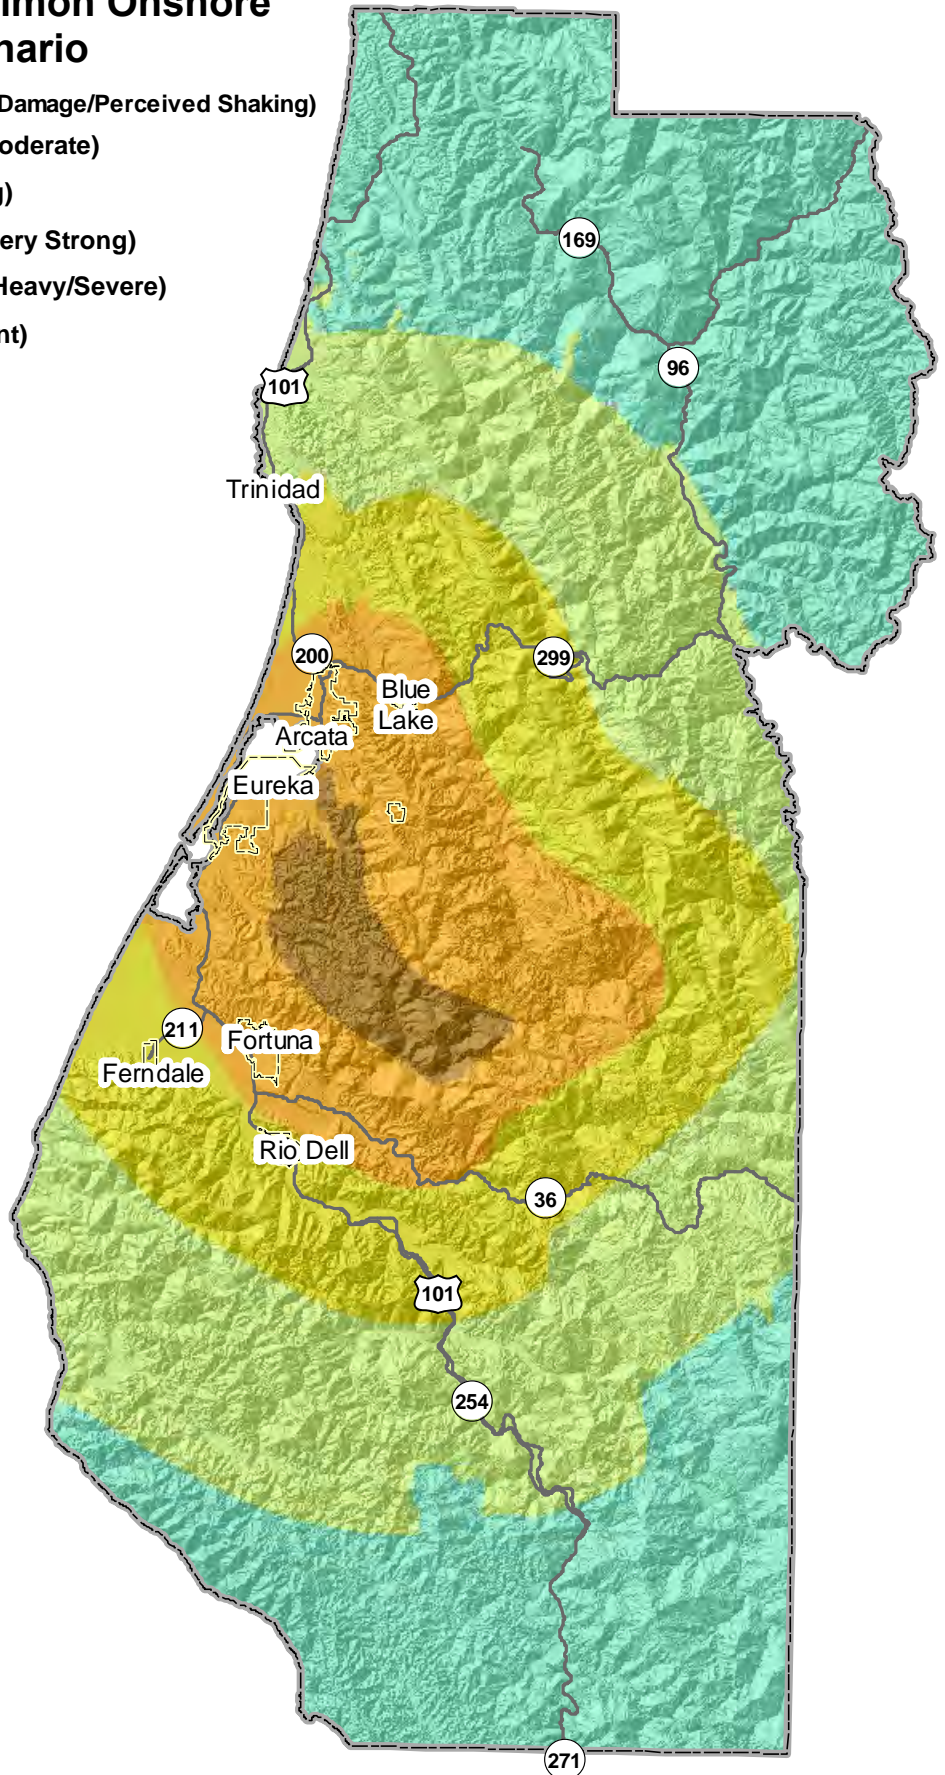 lmon Onshore
nario
Damage/Perceived Shaking)
oderate)
g)
ery Strong)
Heavy/Severe)
nt)
169
96
101
Trinidad
200
299
Blue
Lake
Arcata
Eureka
211
Fortuna
Ferndale
Rio Dell
36
101
254
271